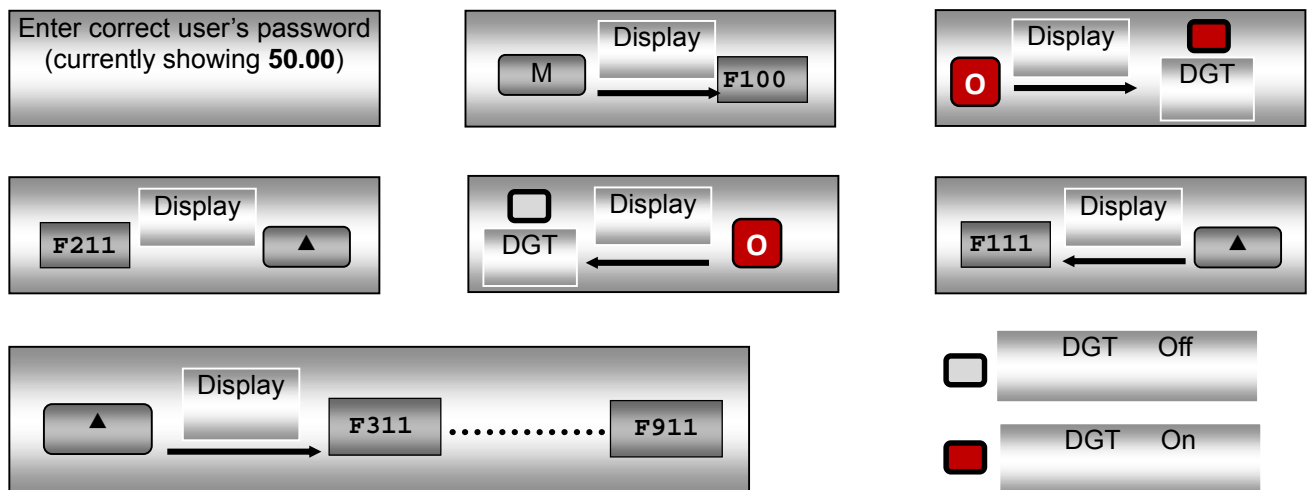 Enter correct user's password
(currently showing 50.00)
Display
M
F100
Display
O
DGT
Display
F211
▲
Display
DGT
O
Display
F111
▲
Display
▲
F311
............
F911
DGT Off
DGT On